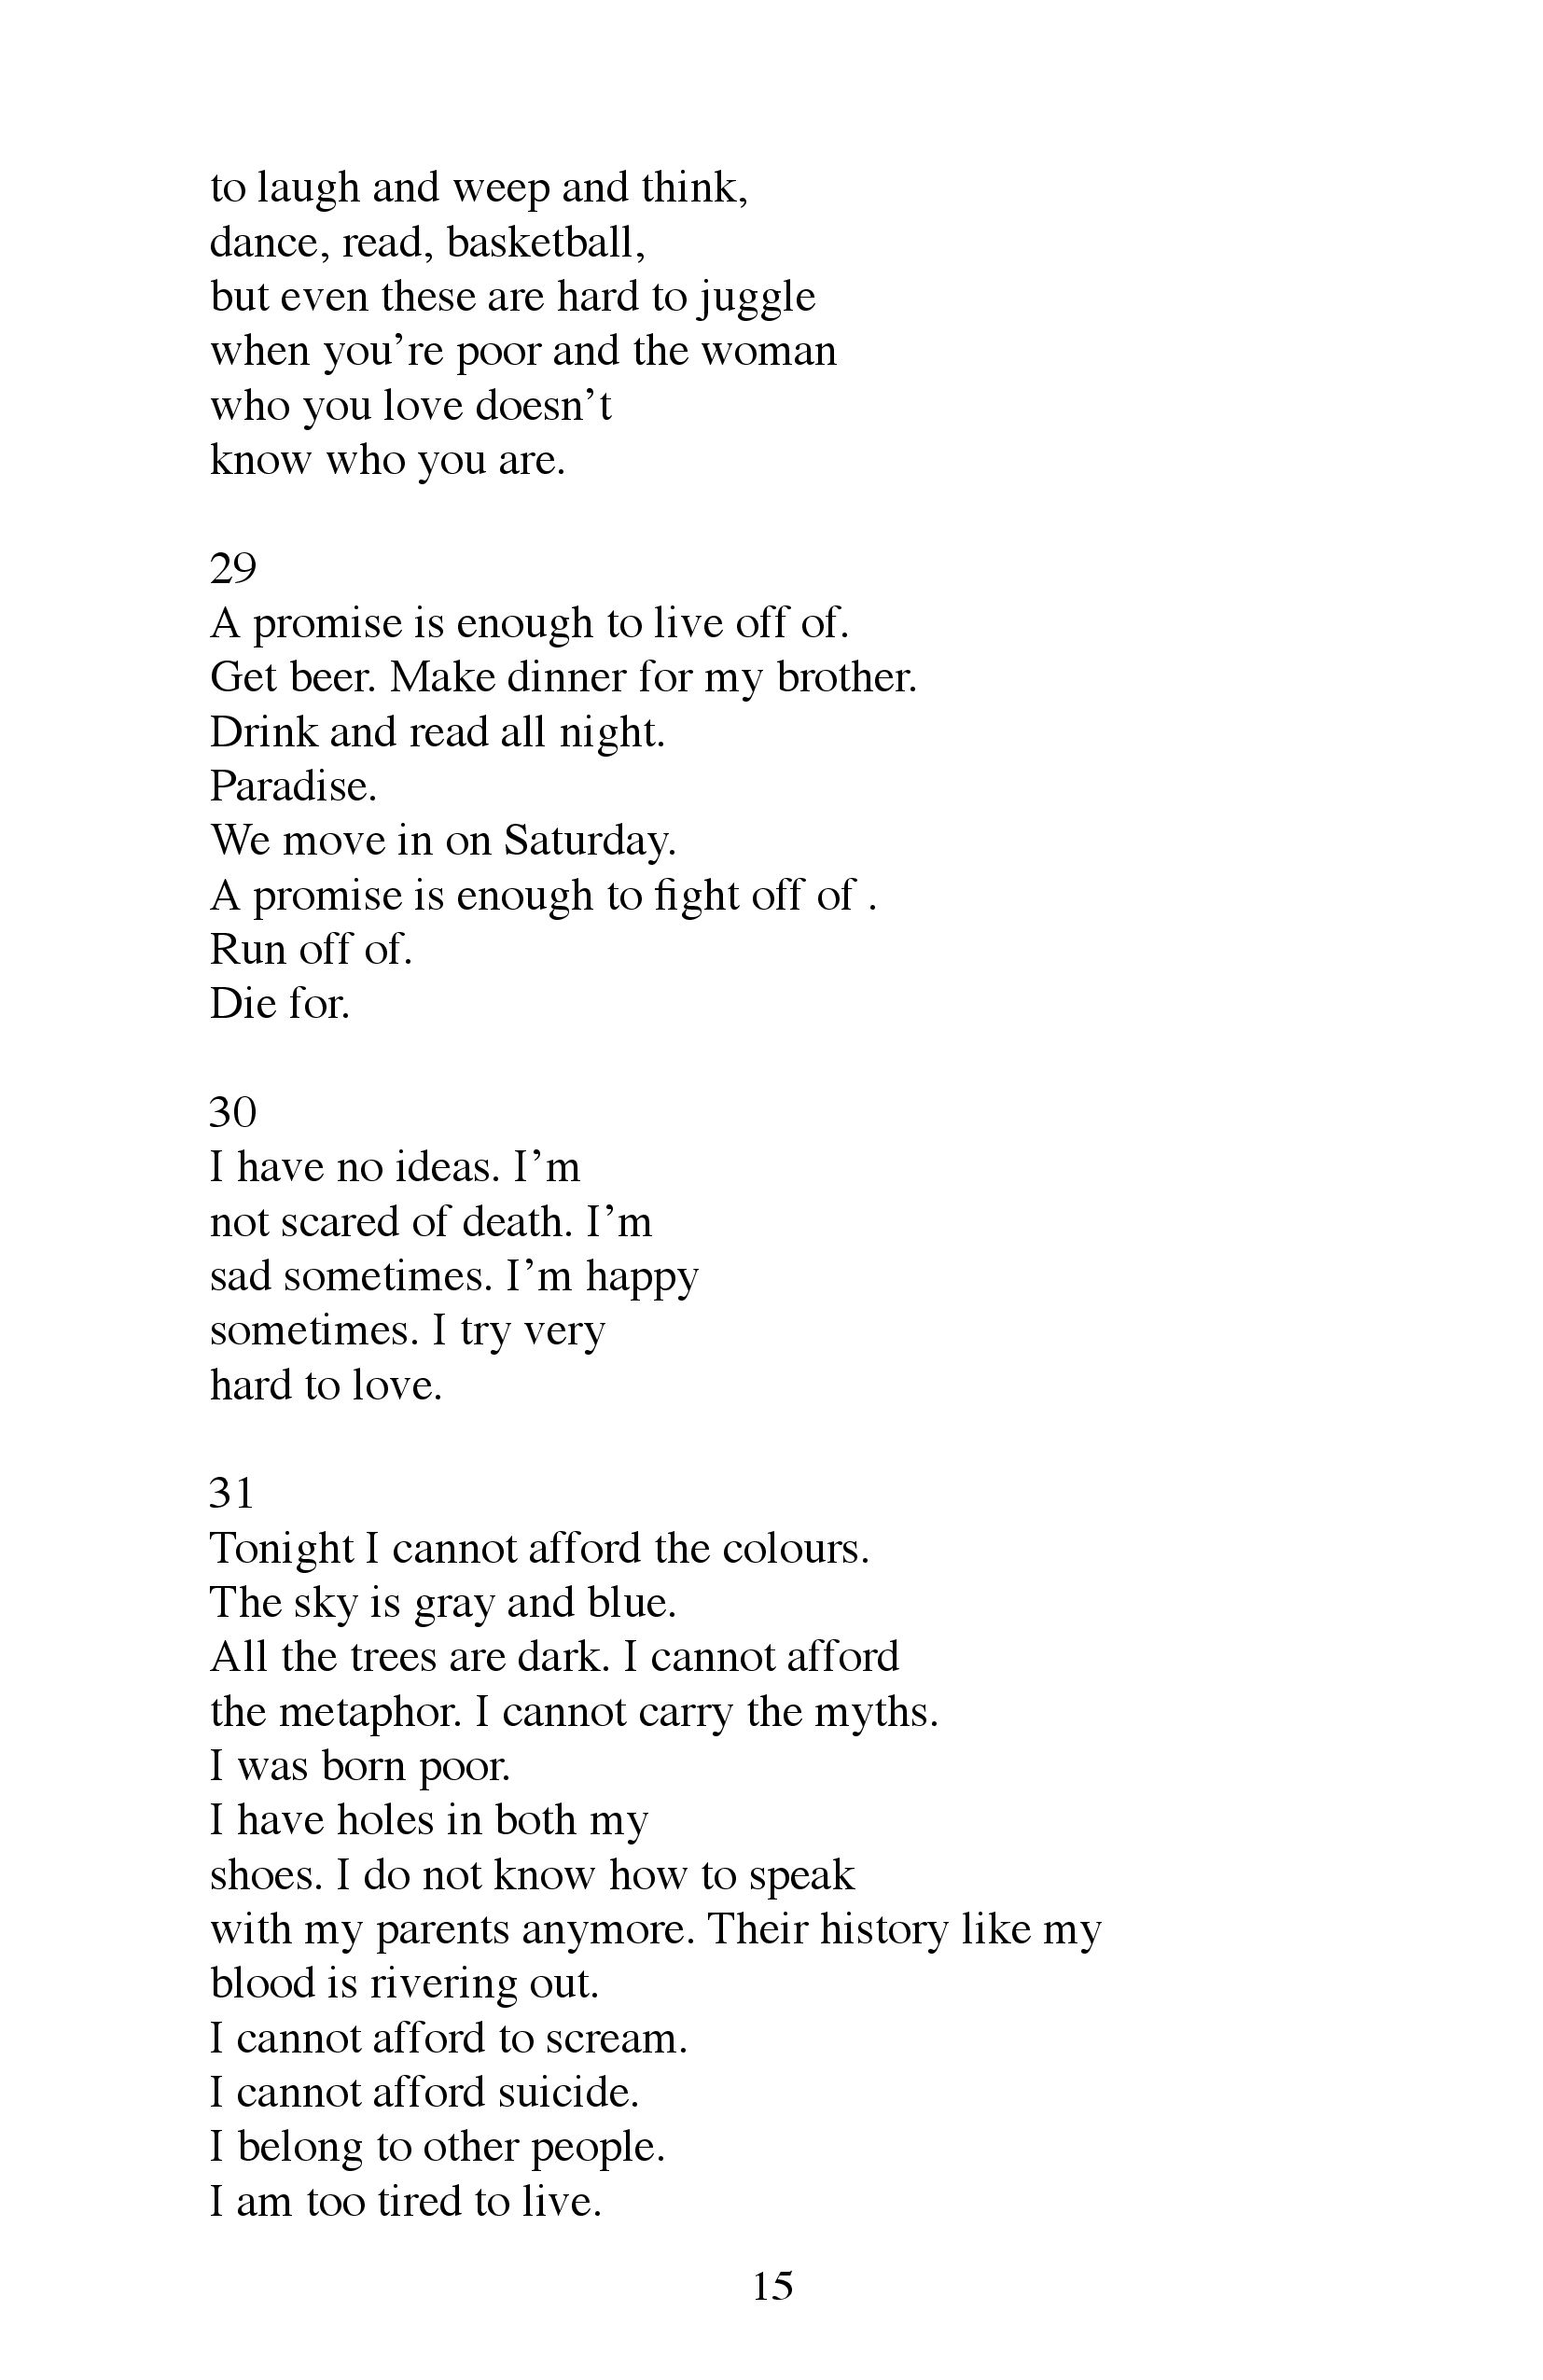 to laugh and weep and think,
dance, read, basketball,
but even these are hard to juggle
when you’re poor and the woman
who you love doesn’t
know who you are.
29
A promise is enough to live off of.
Get beer. Make dinner for my brother.
Drink and read all night.
Paradise.
We move in on Saturday.
A promise is enough to fight off of .
Run off of.
Die for.
30
I have no ideas. I’m
not scared of death. I’m
sad sometimes. I’m happy
sometimes. I try very
hard to love.
31
Tonight I cannot afford the colours.
The sky is gray and blue.
All the trees are dark. I cannot afford
the metaphor. I cannot carry the myths.
I was born poor.
I have holes in both my
shoes. I do not know how to speak
with my parents anymore. Their history like my
blood is rivering out.
I cannot afford to scream.
I cannot afford suicide.
I belong to other people.
I am too tired to live.
15